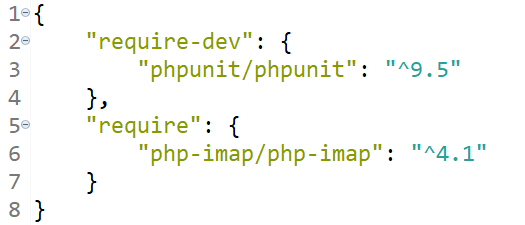 1 {
2     "require-dev": {
3         "phpunit/phpunit": "^9.5"
4     },
5     "require": {
6         "php-imap/php-imap": "^4.1"
7     }
8 }